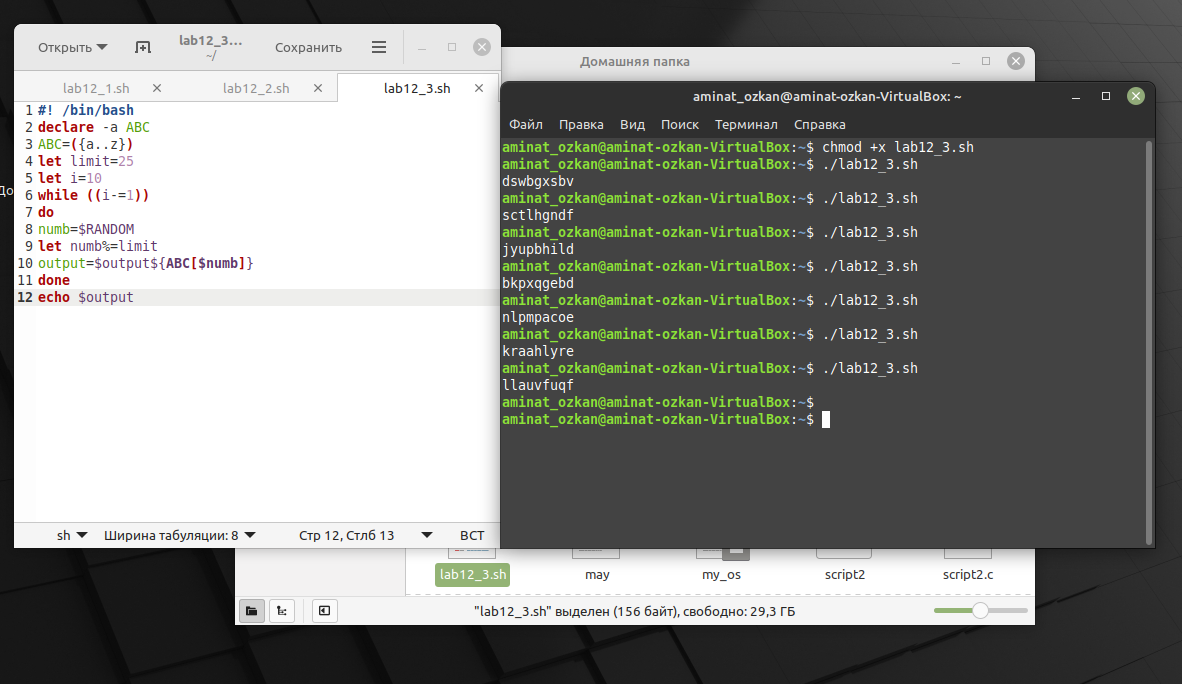 Открыть
lab12_3...
~/
Сохранить
lab12_1.sh
lab12_2.sh
lab12_3.sh
1 #! /bin/bash
2 declare -a ABC
3 ABC=({a..z})
4 let limit=25
5 let i=10
6 while ((i-=1))
7 do
8 numb=$RANDOM
9 let numb%=limit
10 output=$output${ABC[$numb]}
11 done
12 echo $output
sh Ширина табуляции: 8 Стр 12, Стлб 13 ВСТ
Домашняя папка
aminat_ozkan@aminat-ozkan-VirtualBox: ~
Файл Правка Вид Поиск Терминал Справка
aminat_ozkan@aminat-ozkan-VirtualBox:~$ chmod +x lab12_3.sh
aminat_ozkan@aminat-ozkan-VirtualBox:~$ ./lab12_3.sh
dswbgxsbv
aminat_ozkan@aminat-ozkan-VirtualBox:~$ ./lab12_3.sh
sctlhgndf
aminat_ozkan@aminat-ozkan-VirtualBox:~$ ./lab12_3.sh
jyupbhild
aminat_ozkan@aminat-ozkan-VirtualBox:~$ ./lab12_3.sh
bkpxqgebd
aminat_ozkan@aminat-ozkan-VirtualBox:~$ ./lab12_3.sh
nlpmpacoe
aminat_ozkan@aminat-ozkan-VirtualBox:~$ ./lab12_3.sh
kraahlyre
aminat_ozkan@aminat-ozkan-VirtualBox:~$ ./lab12_3.sh
llauvfuqf
aminat_ozkan@aminat-ozkan-VirtualBox:~$
aminat_ozkan@aminat-ozkan-VirtualBox:~$
lab12_3.sh may my_os script2 script2.c
"lab12_3.sh" выделен (156 байт), свободно: 29,3 ГБ